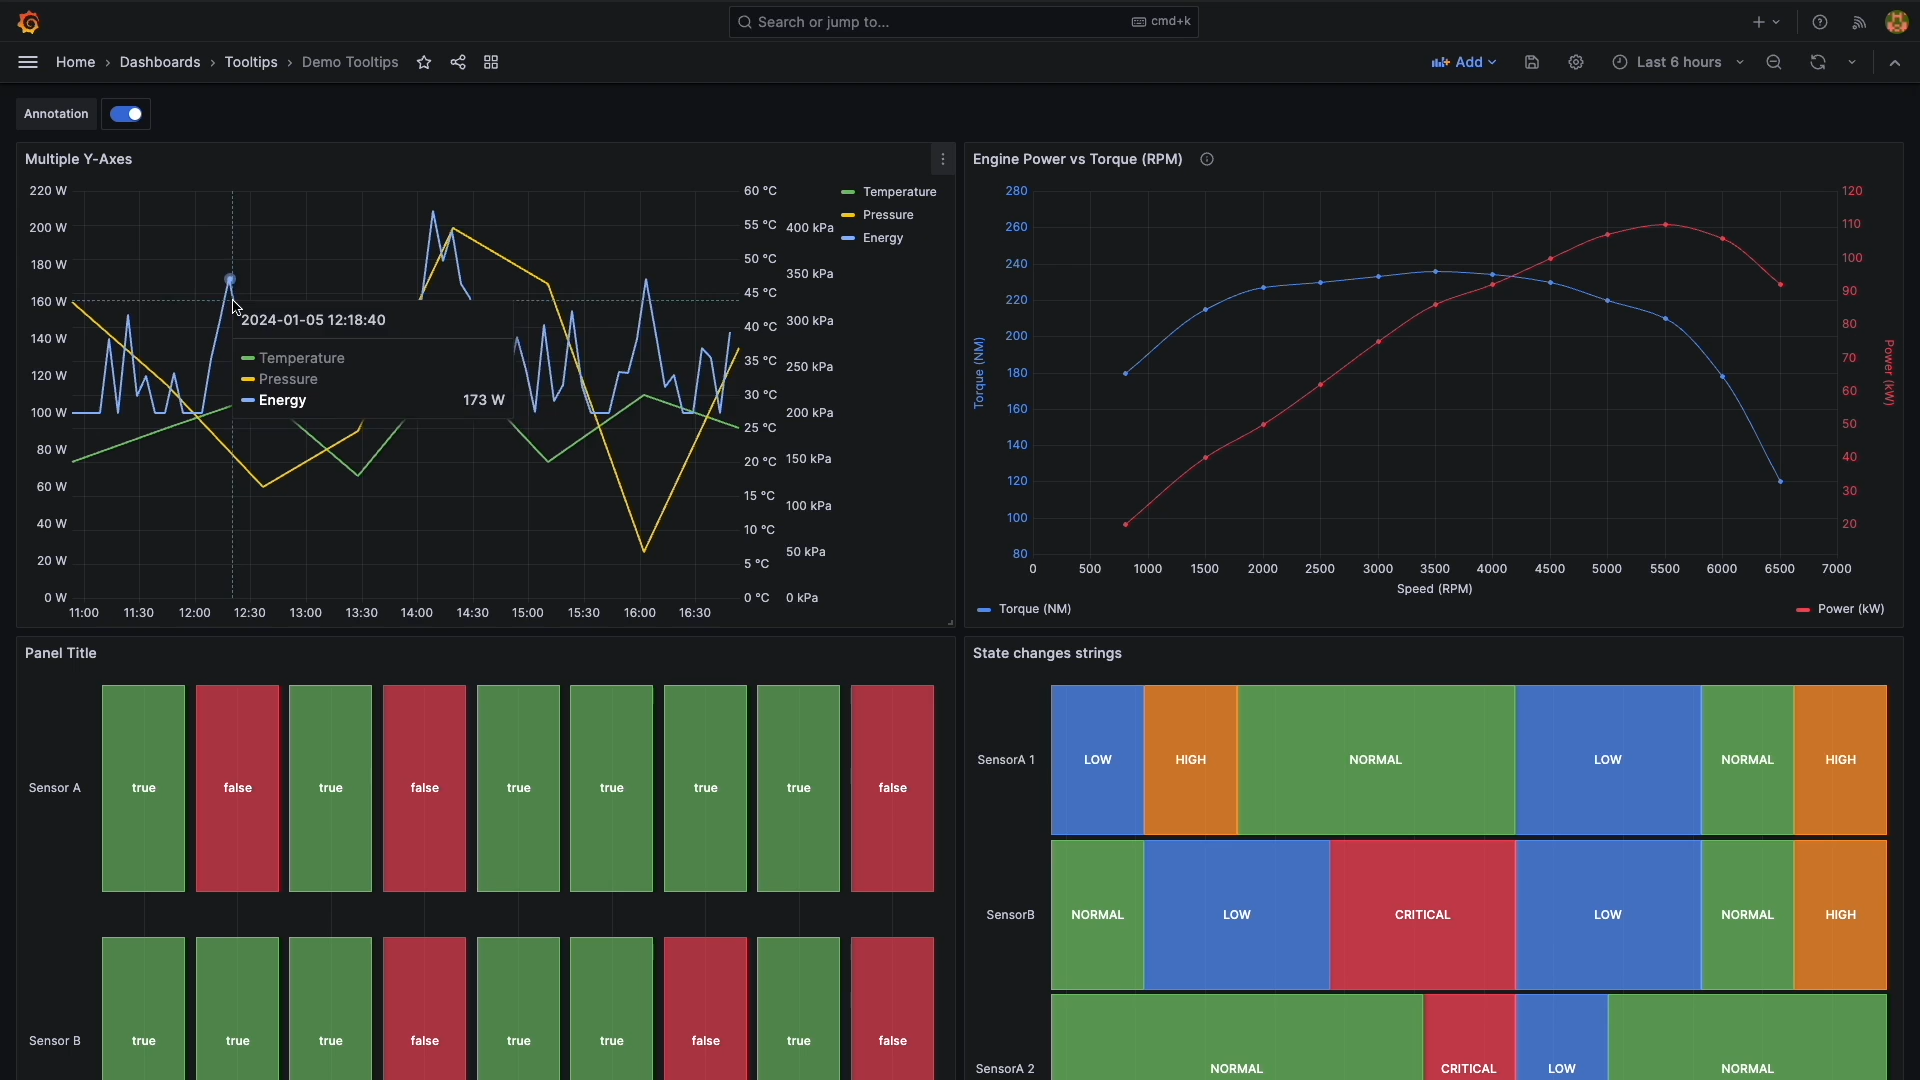 Search or jump to...
cmd+k
Home › Dashboards › Tooltips › Demo Tooltips
Add
Last 6 hours
Annotation
Multiple Y-Axes
220 W
200 W
180 W
160 W
140 W
120 W
100 W
80 W
60 W
40 W
20 W
0 W
60 °C
55 °C
50 °C
45 °C
40 °C
35 °C
30 °C
25 °C
20 °C
15 °C
10 °C
5 °C
0 °C
400 kPa
350 kPa
300 kPa
250 kPa
200 kPa
150 kPa
100 kPa
50 kPa
0 kPa
11:00 11:30 12:00 12:30 13:00 13:30 14:00 14:30 15:00 15:30 16:00 16:30
Temperature
Pressure
Energy
2024-01-05 12:18:40
Temperature
Pressure
Energy 173 W
Engine Power vs Torque (RPM)
280
260
240
220
200
180
160
140
120
100
80
Torque (NM)
120
110
100
90
80
70
60
50
40
30
20
Power (kW)
0 500 1000 1500 2000 2500 3000 3500 4000 4500 5000 5500 6000 6500 7000
Speed (RPM)
Torque (NM)
Power (kW)
Panel Title
Sensor A true false true false true true true true false
Sensor B true true true false true true false true false
State changes strings
SensorA 1 LOW HIGH NORMAL LOW NORMAL HIGH
SensorB NORMAL LOW CRITICAL LOW NORMAL HIGH
SensorA 2 NORMAL CRITICAL LOW NORMAL